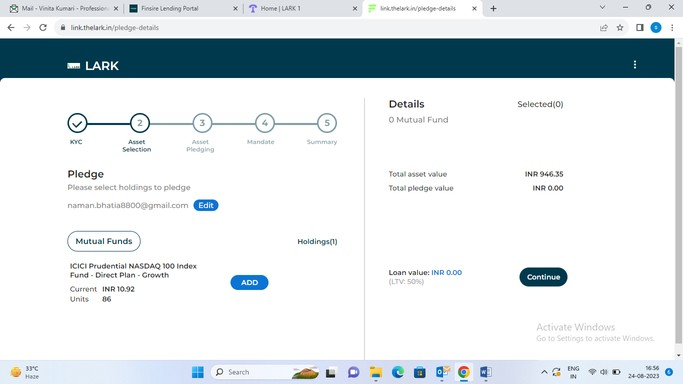 Mail - Vinita Kumari - Profession
Finsire Lending Portal
Home | LARK 1
link.thelark.in/pledge-details
link.thelark.in/pledge-details
LARK
2
3
4
5
KYC
Asset
Selection
Asset
Pledging
Mandate
Summary
Pledge
Please select holdings to pledge
naman.bhatia8800@gmail.com
Edit
Mutual Funds
Holdings(1)
ICICI Prudential NASDAQ 100 Index
Fund - Direct Plan - Growth
Current INR 10.92
Units 86
ADD
Details
Selected(0)
0 Mutual Fund
Total asset value INR 946.35
Total pledge value INR 0.00
Loan value: INR 0.00
(LTV: 50%)
Continue
Activate Windows
Go to Settings to activate Windows.
33°C
Haze
Search
ENG
IN
16:56
24-08-2023